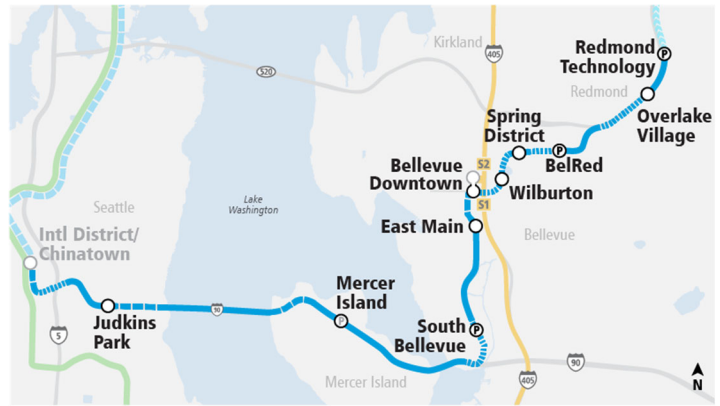 Kirkland
405
Redmond
Technology
P
520
Redmond
Overlake
Village
Spring
District
P
BelRed
Bellevue
Downtown
S2
S1
Wilburton
Seattle
Lake
Washington
Intl District/
Chinatown
East Main
Bellevue
Mercer
Island
P
90
Judkins
Park
5
South
Bellevue
P
90
405
Mercer Island
N